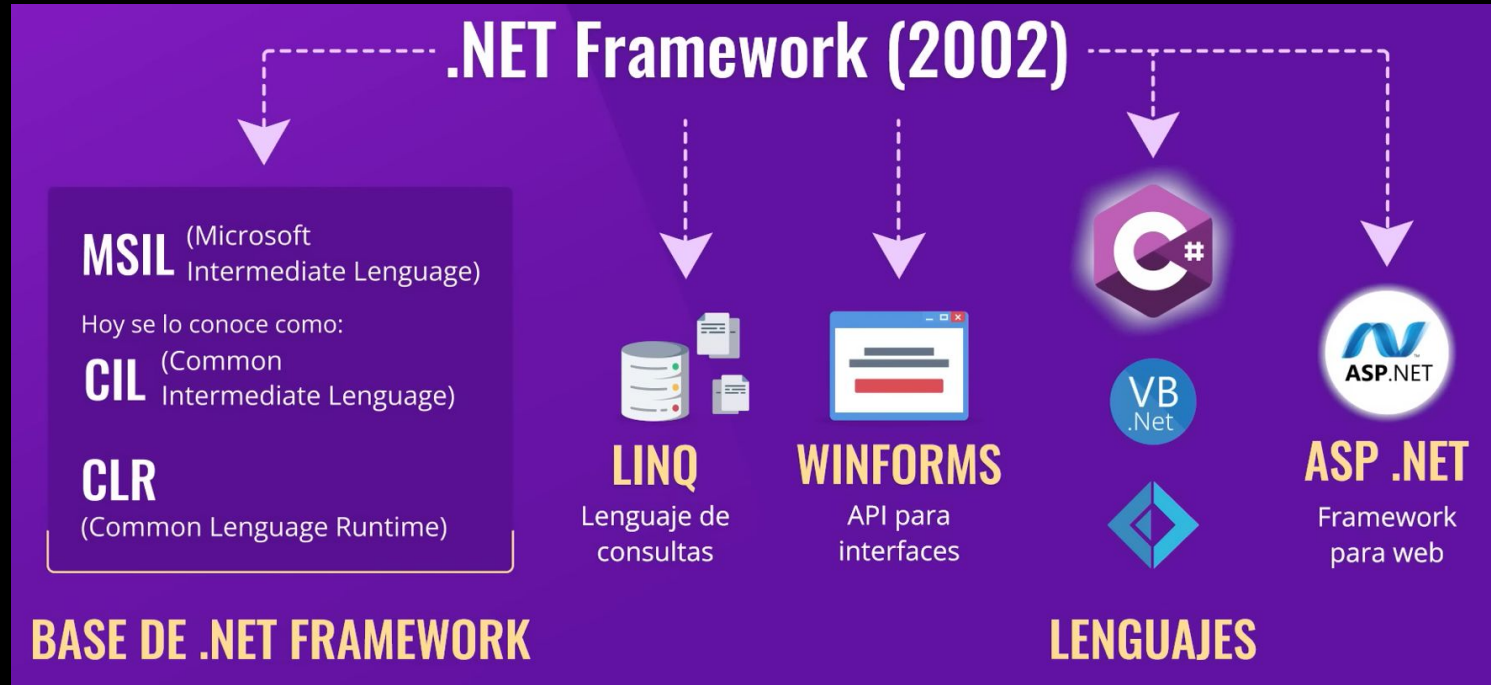 .NET Framework (2002)
MSIL (Microsoft
Intermediate Lenguage)
Hoy se lo conoce como:
CIL (Common
Intermediate Lenguage)
CLR
(Common Lenguage Runtime)
BASE DE .NET FRAMEWORK
LINQ
Lenguaje de
consultas
WINFORMS
API para
interfaces
C#
VB
.Net
LENGUAJES
ASP.NET
ASP .NET
Framework
para web